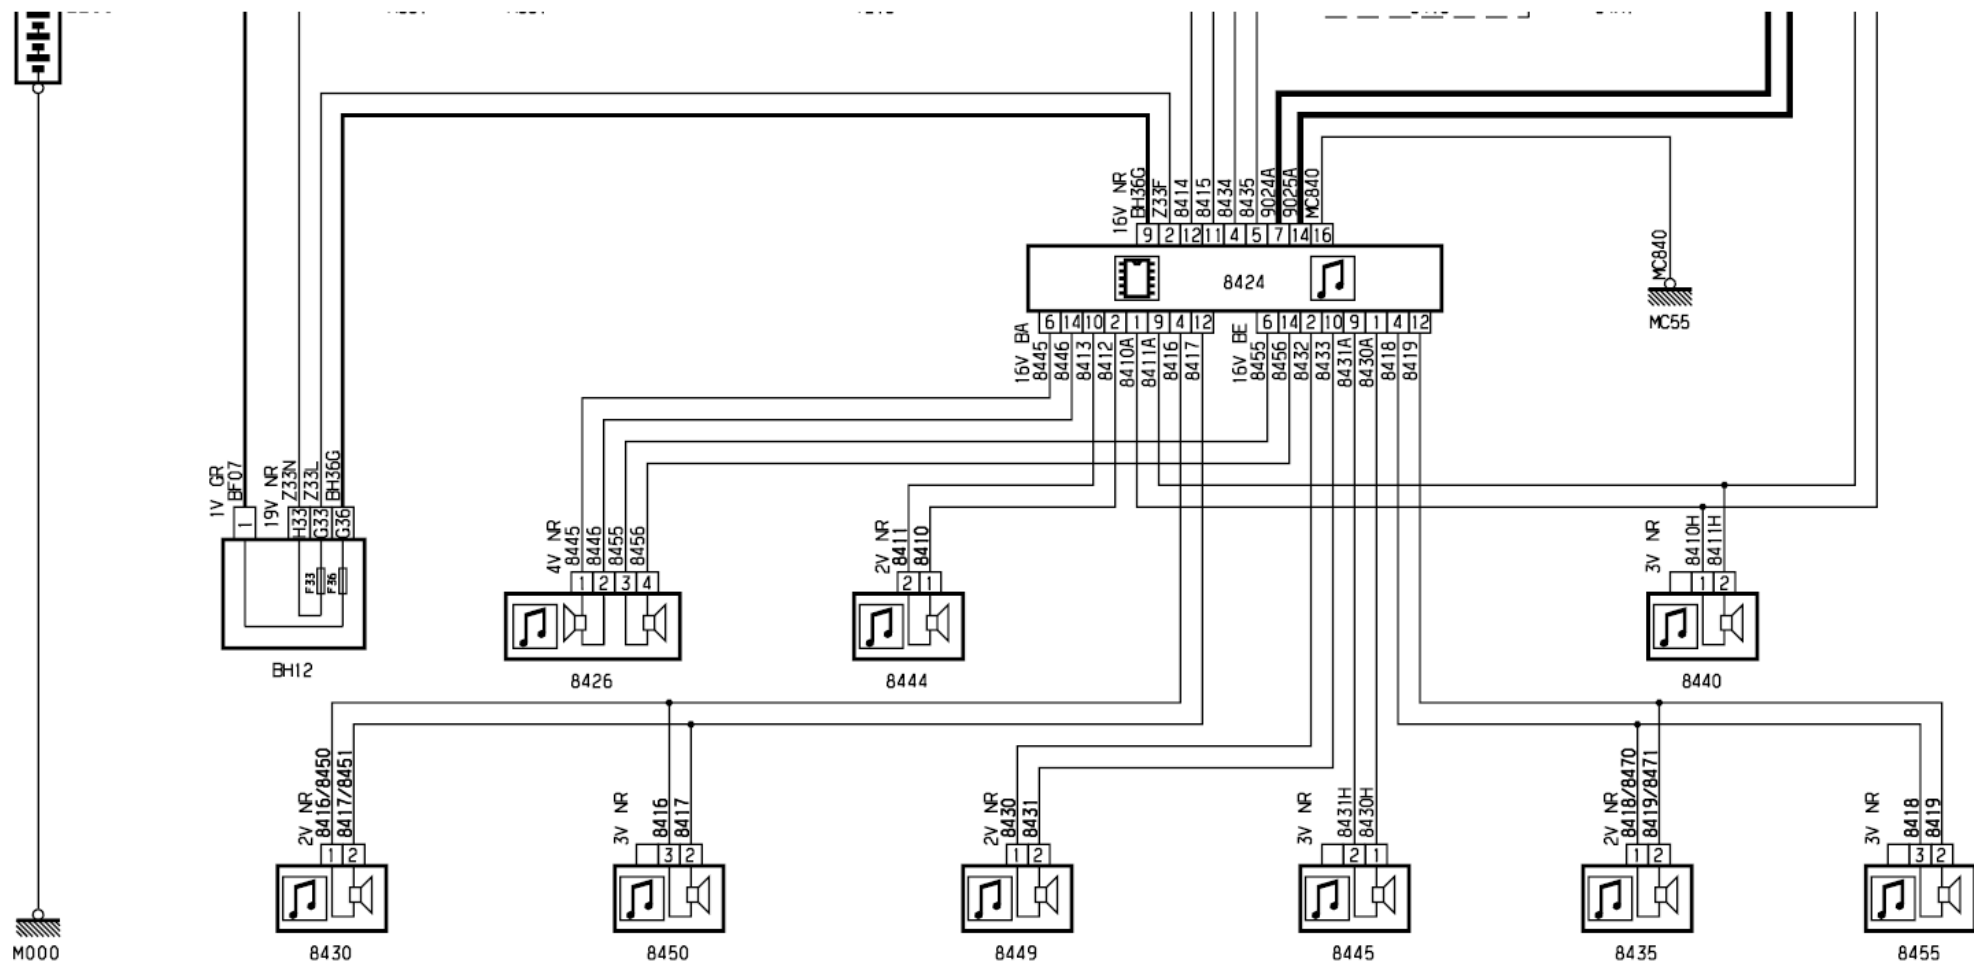 16V NR
BH36G
Z33F
8414
8415
8434
8435
9024A
9025A
MC840
9 2 12 11 4 5 7 14 16
8424
MC840
MC55
6 14 10 2 1 9 4 12
16V BA
8445
8446
8413
8412
8410A
8411A
8416
8417
6 14 2 10 9 1 4 12
16V BE
8455
8456
8432
8433
8431A
8430A
8418
8419
1V GR
BF07
19V NR
Z33N
Z33L
BH36G
1
H33
G33
G36
F33
F36
BH12
4V NR
8445
8446
8455
8456
1 2 3 4
8426
2V NR
8411
8410
2 1
8444
3V NR
8410H
8411H
1 2
8440
2V NR
8416/8450
8417/8451
1 2
8430
3V NR
8416
8417
3 2
8450
2V NR
8430
8431
1 2
8449
3V NR
8431H
8430H
2 1
8445
2V NR
8418/8470
8419/8471
1 2
8435
3V NR
8418
8419
3 2
8455
M000